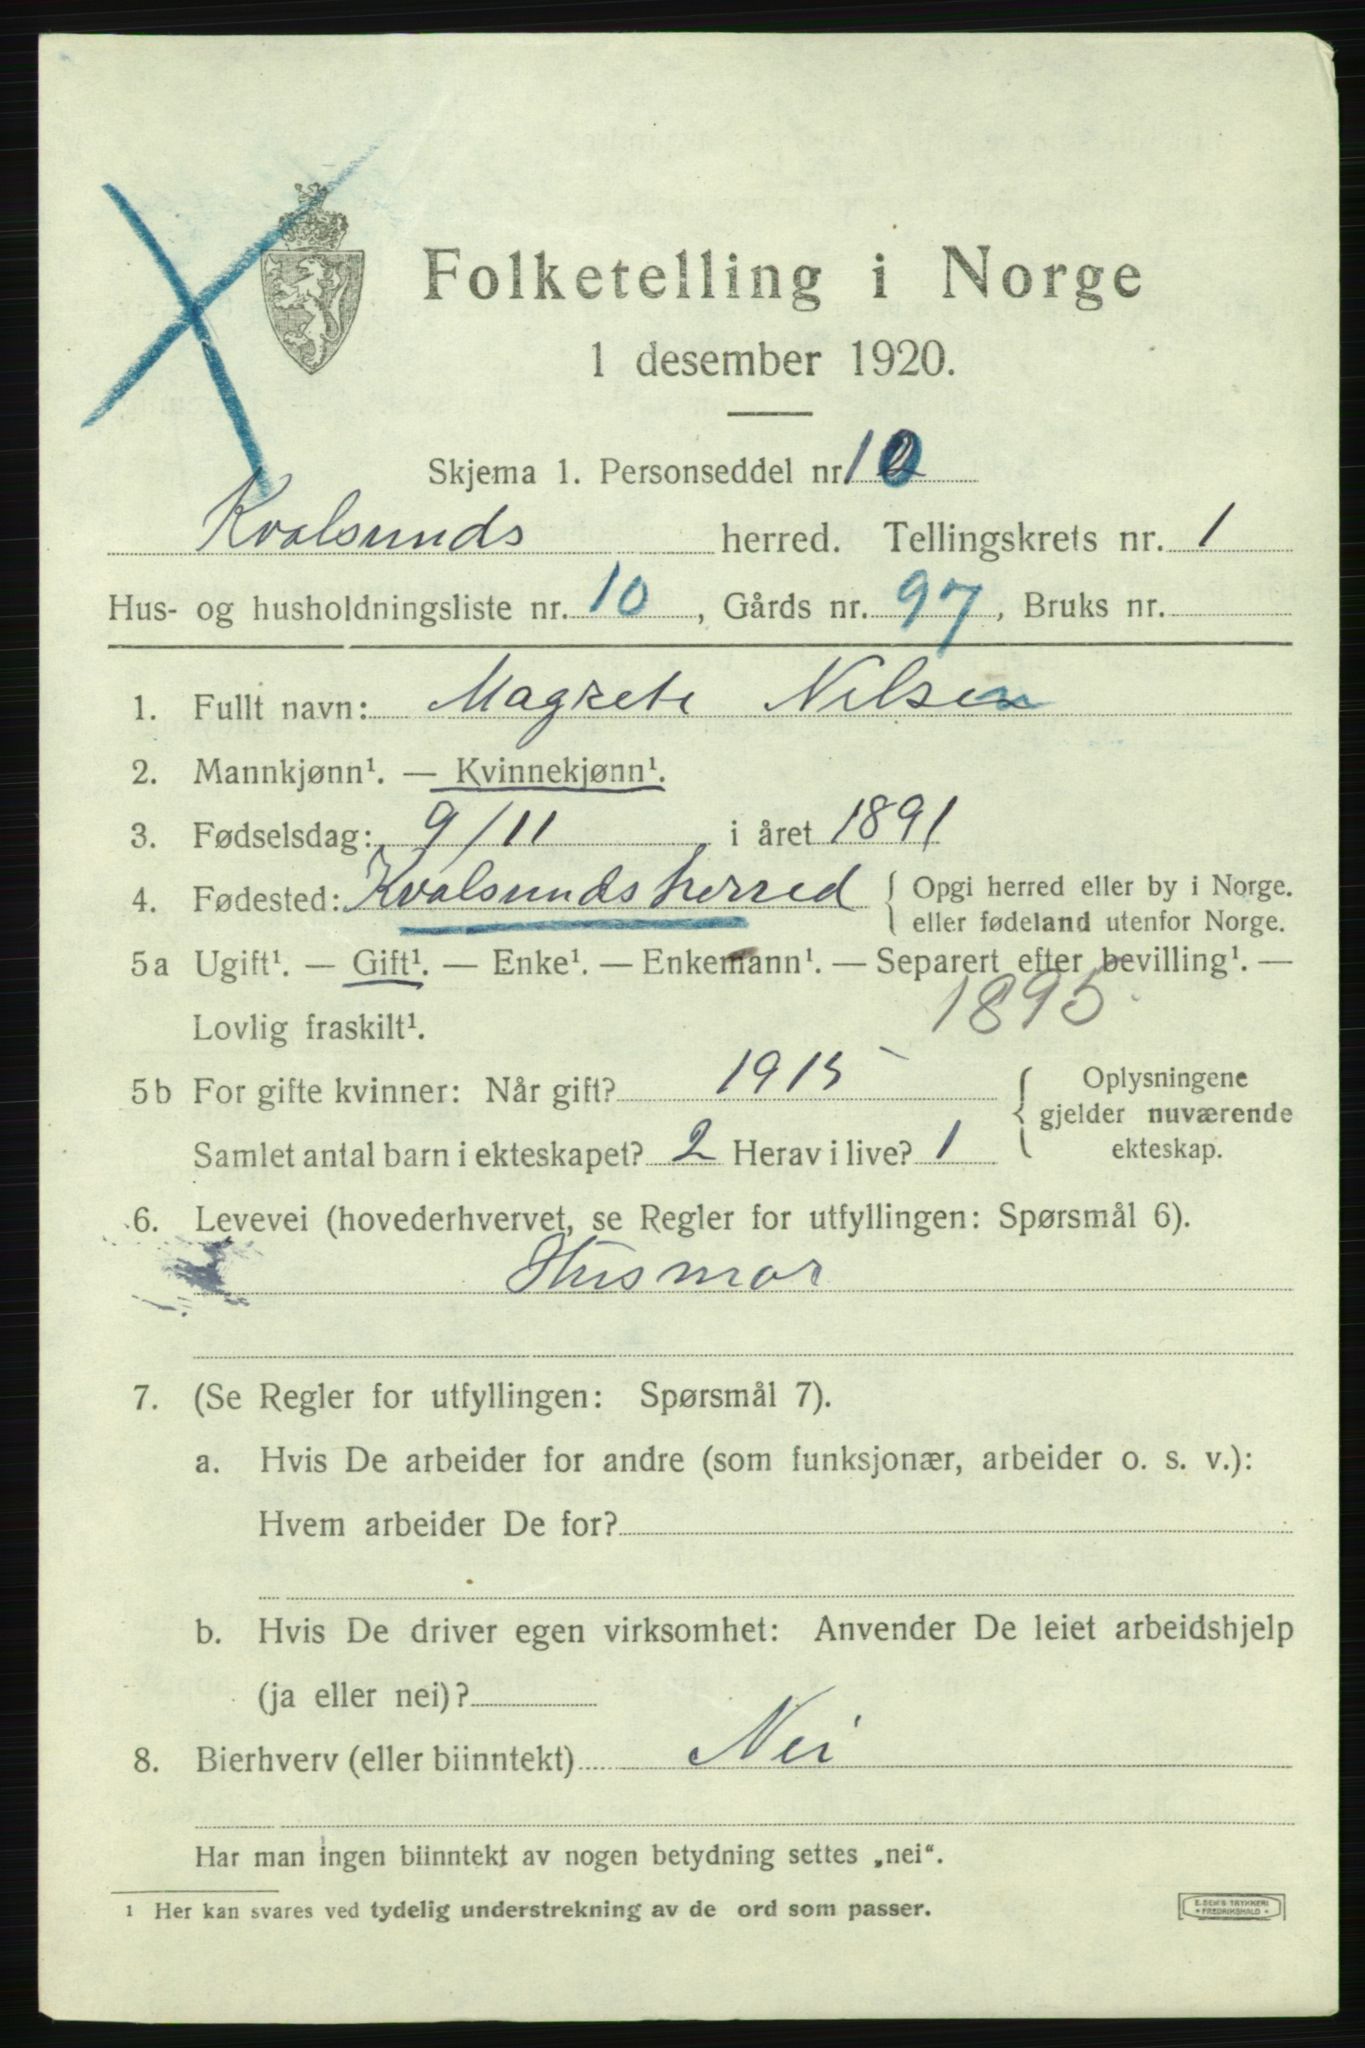 Folketelling i Norge
1 desember 1920.
Skjema 1. Personseddel nr. 12
Kvalsunds herred. Tellingskrets nr. 1
Hus- og husholdningsliste nr. 10, Gårds nr. 97, Bruks nr.
1. Fullt navn: Magrete Nilsen
2. Mannkjønn¹. — Kvinnekjønn¹.
3. Fødselsdag: 9/11 i året 1891
4. Fødested: Kvalsundsherred { Opgi herred eller by i Norge.
eller fødeland utenfor Norge.
5a Ugift¹. — Gift¹. — Enke¹. — Enkemann¹. — Separert efter bevilling¹. —
Lovlig fraskilt¹. 1895
5b For gifte kvinner: Når gift? 1915 { Oplysningene
gjelder nuværende
Samlet antal barn i ekteskapet? 2 Herav i live? 1 ekteskap.
6. Levevei (hovederhvervet, se Regler for utfyllingen: Spørsmål 6).
Husmor
7. (Se Regler for utfyllingen: Spørsmål 7).
a. Hvis De arbeider for andre (som funksjonær, arbeider o. s. v.):
Hvem arbeider De for?
b. Hvis De driver egen virksomhet: Anvender De leiet arbeidshjelp
(ja eller nei)?
8. Bierhverv (eller biinntekt) Nei
Har man ingen biinntekt av nogen betydning settes „nei“.
1 Her kan svares ved tydelig understrekning av de ord som passer.
E. SEM'S TRYKKERI
* FREDRIKSHALD *